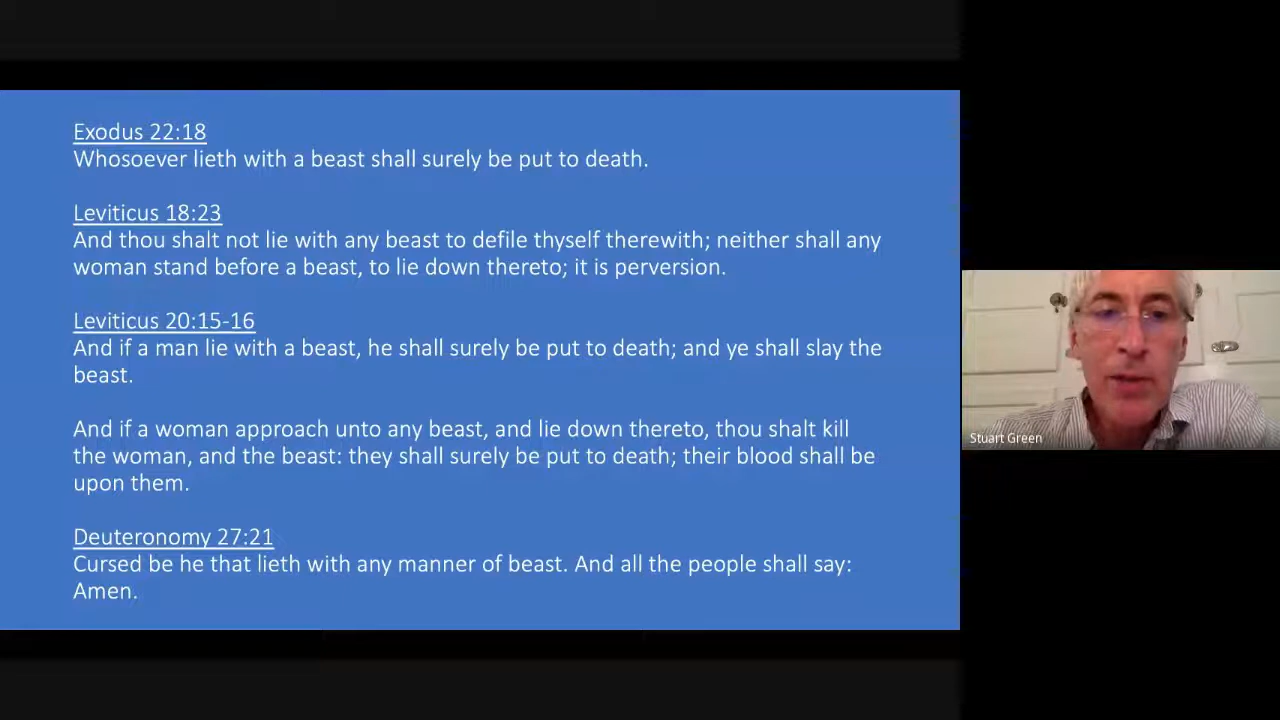 Exodus 22:18
Whosoever lieth with a beast shall surely be put to death.
Leviticus 18:23
And thou shalt not lie with any beast to defile thyself therewith; neither shall any
woman stand before a beast, to lie down thereto; it is perversion.
Leviticus 20:15-16
And if a man lie with a beast, he shall surely be put to death; and ye shall slay the
beast.
And if a woman approach unto any beast, and lie down thereto, thou shalt kill
the woman, and the beast: they shall surely be put to death; their blood shall be
upon them.
Deuteronomy 27:21
Cursed be he that lieth with any manner of beast. And all the people shall say:
Amen.
Stuart Green